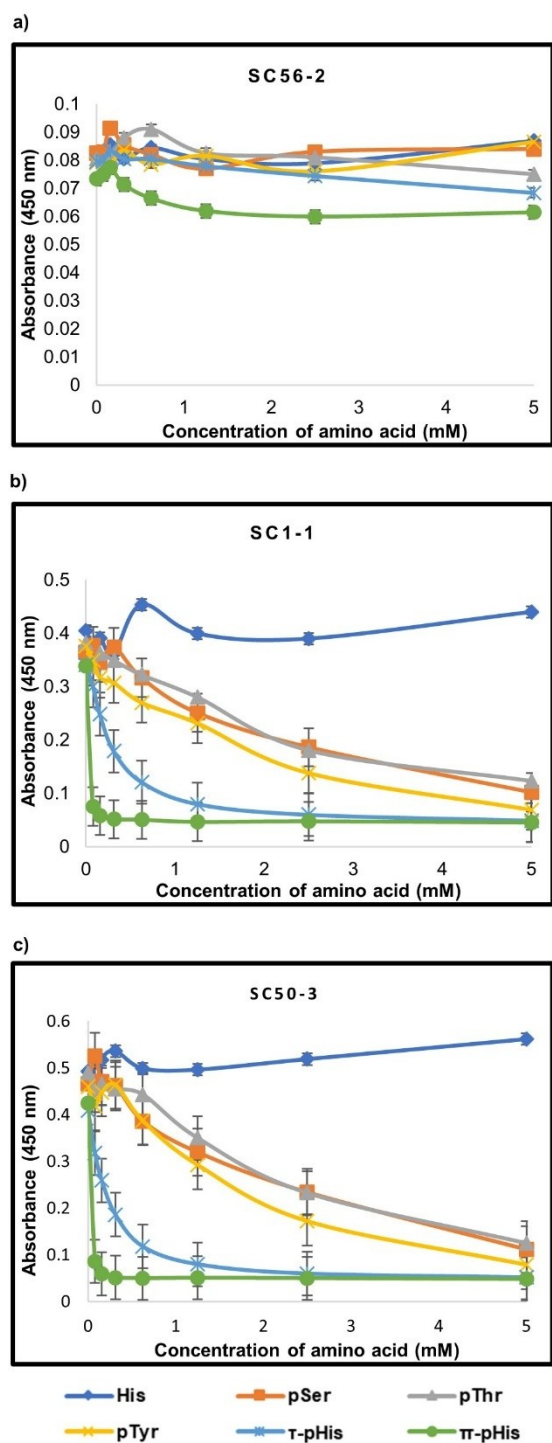 a)
SC56-2
0.1
0.09
0.08
0.07
0.06
0.05
0.04
0.03
0.02
0.01
0
Absorbance (450 nm)
0 1 2 3 4 5
Concentration of amino acid (mM)
b)
SC1-1
0.5
0.4
0.3
0.2
0.1
0
Absorbance (450 nm)
0 1 2 3 4 5
Concentration of amino acid (mM)
c)
SC50-3
0.6
0.5
0.4
0.3
0.2
0.1
0
Absorbance (450 nm)
0 1 2 3 4 5
Concentration of amino acid (mM)
His pSer pThr
pTyr τ-pHis π-pHis